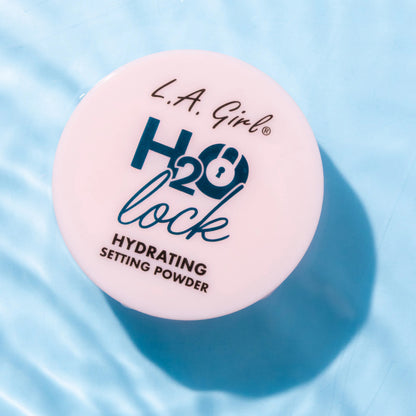 L.A. Girl®
H2O
lock
HYDRATING
SETTING POWDER